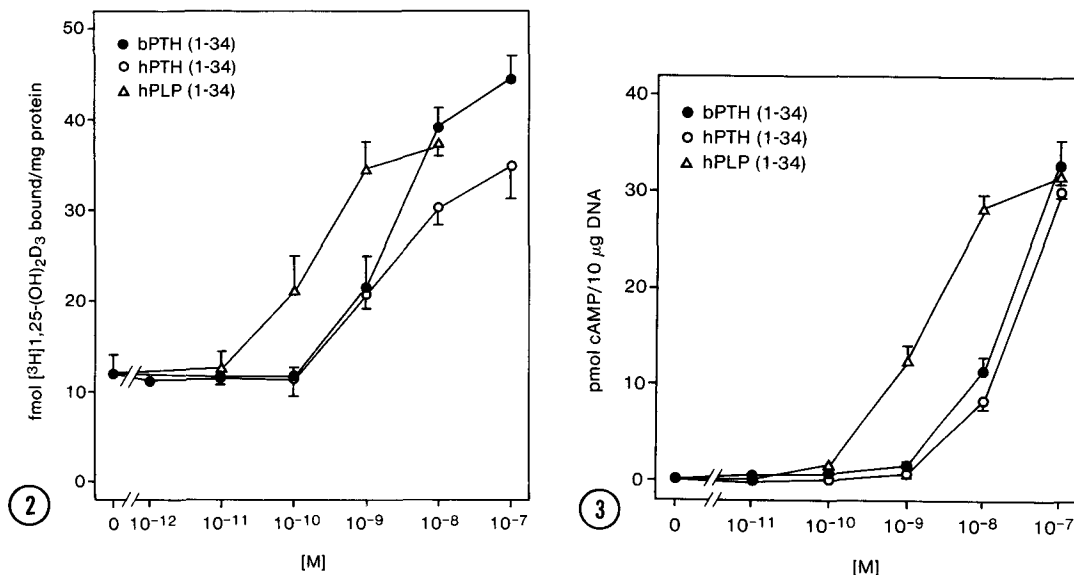 50
40
30
20
10
0
fmol [³H]1,25-(OH)₂D₃ bound/mg protein
● bPTH (1-34)
○ hPTH (1-34)
△ hPLP (1-34)
0 10⁻¹² 10⁻¹¹ 10⁻¹⁰ 10⁻⁹ 10⁻⁸ 10⁻⁷
[M]
2
40
30
20
10
0
pmol cAMP/10 μg DNA
● bPTH (1-34)
○ hPTH (1-34)
△ hPLP (1-34)
0 10⁻¹¹ 10⁻¹⁰ 10⁻⁹ 10⁻⁸ 10⁻⁷
[M]
3